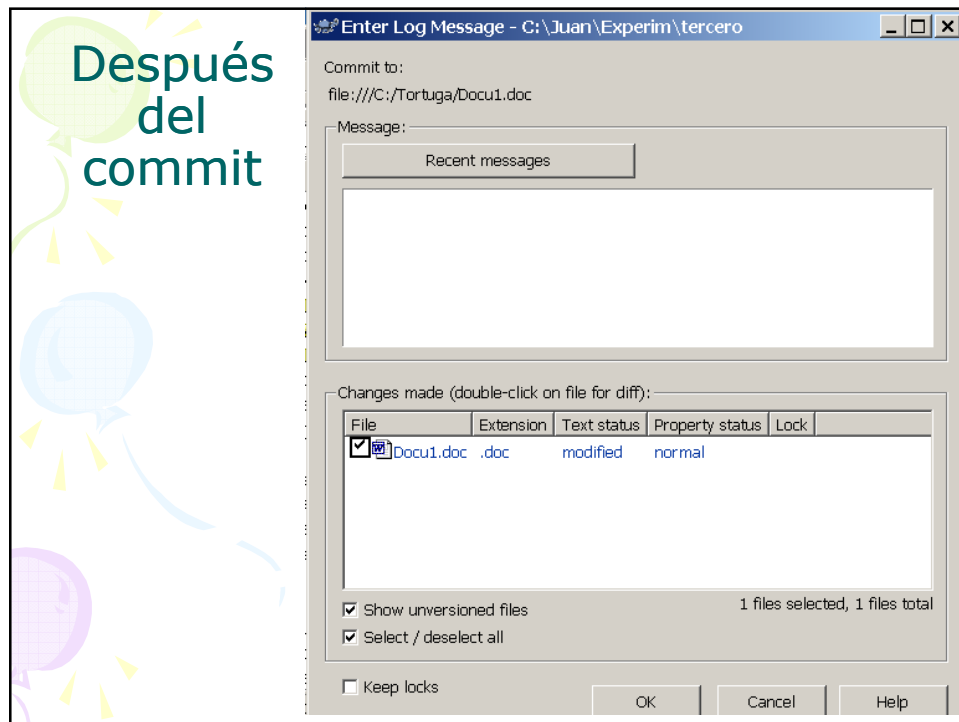 Después
del
commit
Enter Log Message - C:\Juan\Experim\tercero
Commit to:
file:///C:/Tortuga/Docu1.doc
Message:
Recent messages
Changes made (double-click on file for diff):
File Extension Text status Property status Lock
Docu1.doc .doc modified normal
1 files selected, 1 files total
Show unversioned files
Select / deselect all
Keep locks
OK Cancel Help